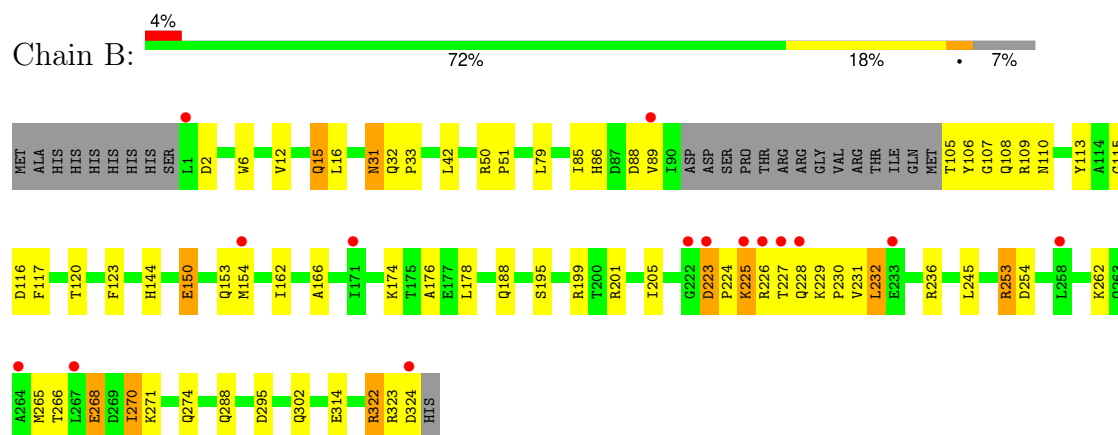 4%
Chain B:
72% 18% • 7%
MET ALA HIS HIS HIS HIS HIS HIS SER L1 D2 W6 V12 Q15 L16 N31 Q32 P33 L42 R50 P51 L79 I85 H86 D87 D88 V89 I90 ASP ASP SER PRO THR ARG ARG GLY VAL ARG THR ILE GLN MET T105 Y106 G107 Q108 R109 N110 Y113 A114 G115
D116 F117 T120 F123 H144 E150 Q153 M154 I162 A166 I171 K174 T175 A176 E177 L178 Q188 S195 R199 T200 R201 I205 G222 D223 P224 K225 R226 T227 Q228 K229 P230 V231 L232 E233 R236 L245 R253 D254 L258 K262 Q263
A264 M265 T266 L267 E268 D269 I270 K271 Q274 Q288 D295 Q302 E314 R322 R323 D324 HIS